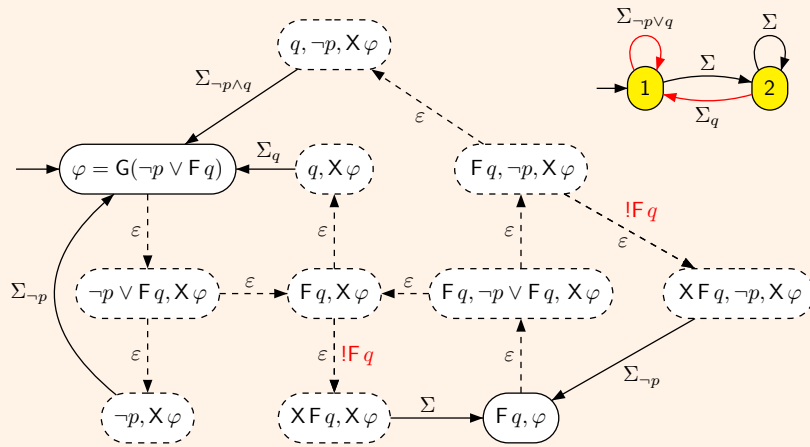 Σ¬p∨q
Σ
q, ¬p, X φ
1
Σ
2
Σ¬p∧q
ε
Σq
φ = G(¬p ∨ F q)
Σq
q, X φ
F q, ¬p, X φ
!F q
ε
ε
ε
ε
Σ¬p
¬p ∨ F q, X φ
ε
F q, X φ
ε
F q, ¬p ∨ F q, X φ
X F q, ¬p, X φ
ε
ε
!F q
ε
Σ¬p
¬p, X φ
X F q, X φ
Σ
F q, φ